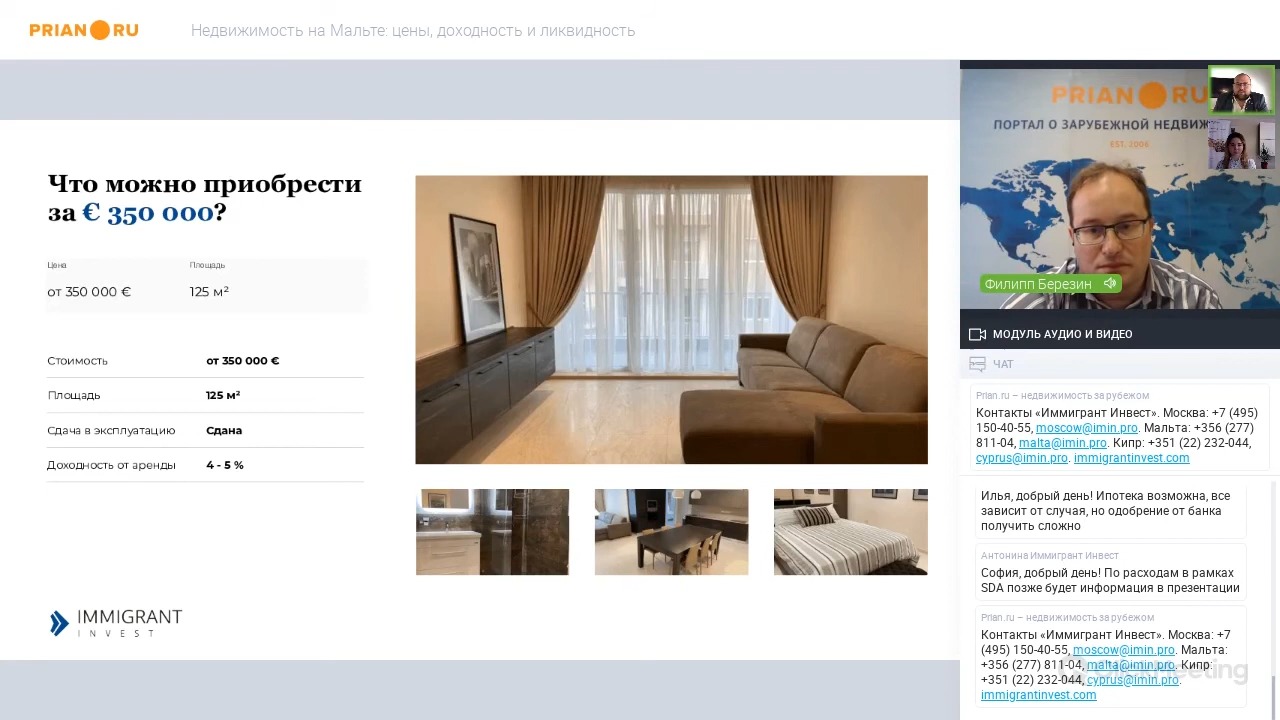 PRIAN RU
Недвижимость на Мальте: цены, доходность и ликвидность
Что можно приобрести
за € 350 000?
Цена
Площадь
от 350 000 €
125 м²
Стоимость
от 350 000 €
Площадь
125 м²
Сдача в эксплуатацию
Сдана
Доходность от аренды
4 - 5 %
IMMIGRANT
INVEST
PRIAN RU
ПОРТАЛ О ЗАРУБЕЖНОЙ НЕДВИЖ
EST. 2006
Филипп Березин
МОДУЛЬ АУДИО И ВИДЕО
ЧАТ
Prian.ru – недвижимость за рубежом
Контакты «Иммигрант Инвест». Москва: +7 (495)
150-40-55, moscow@imin.pro. Мальта: +356 (277)
811-04, malta@imin.pro. Кипр: +351 (22) 232-044,
cyprus@imin.pro. immigrantinvest.com
Илья, добрый день! Ипотека возможна, все
зависит от случая, но одобрение от банка
получить сложно
Антонина Иммигрант Инвест
София, добрый день! По расходам в рамках
SDA позже будет информация в презентации
Prian.ru – недвижимость за рубежом
Контакты «Иммигрант Инвест». Москва: +7
(495) 150-40-55, moscow@imin.pro. Мальта:
+356 (277) 811-04, malta@imin.pro. Кипр:
+351 (22) 232-044, cyprus@imin.pro.
immigrantinvest.com
ClickMeeting